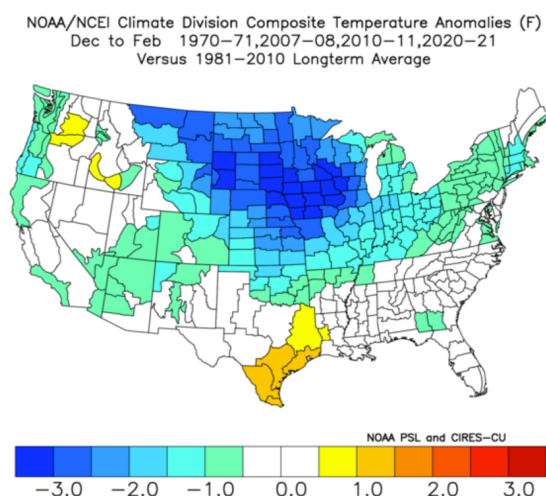 NOAA/NCEI Climate Division Composite Temperature Anomalies (F)
Dec to Feb 1970-71,2007-08,2010-11,2020-21
Versus 1981-2010 Longterm Average
NOAA PSL and CIRES-CU
-3.0 -2.0 -1.0 0.0 1.0 2.0 3.0